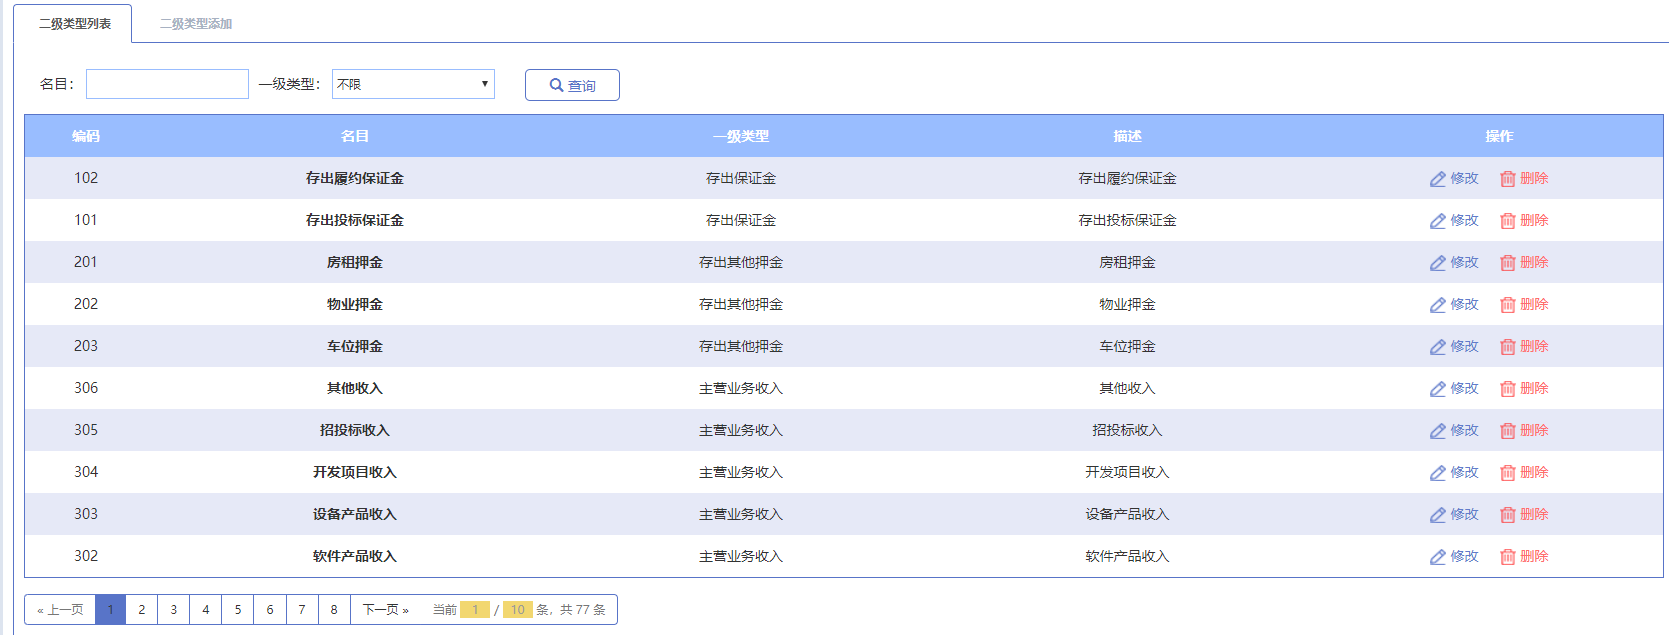 二级类型列表 二级类型添加
名目： 一级类型： 不限 查询
编码 名目 一级类型 描述 操作
102 存出履约保证金 存出保证金 存出履约保证金 修改 删除
101 存出投标保证金 存出保证金 存出投标保证金 修改 删除
201 房租押金 存出其他押金 房租押金 修改 删除
202 物业押金 存出其他押金 物业押金 修改 删除
203 车位押金 存出其他押金 车位押金 修改 删除
306 其他收入 主营业务收入 其他收入 修改 删除
305 招投标收入 主营业务收入 招投标收入 修改 删除
304 开发项目收入 主营业务收入 开发项目收入 修改 删除
303 设备产品收入 主营业务收入 设备产品收入 修改 删除
302 软件产品收入 主营业务收入 软件产品收入 修改 删除
« 上一页 1 2 3 4 5 6 7 8 下一页 » 当前 1 / 10 条，共 77 条